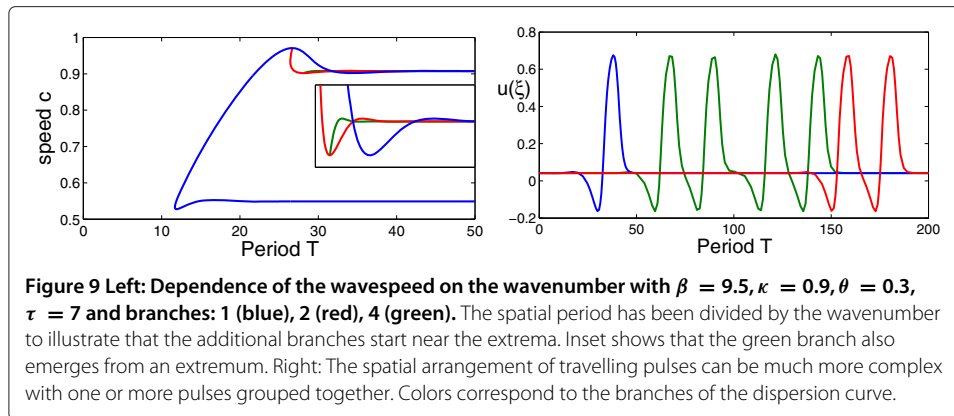 1
0.9
0.8
0.7
0.6
0.5
speed c
0 10 20 30 40 50
Period T
0.8
0.6
0.4
0.2
0
−0.2
u(ξ)
0 50 100 150 200
Period T
Figure 9 Left: Dependence of the wavespeed on the wavenumber with β = 9.5, κ = 0.9, θ = 0.3,
τ = 7 and branches: 1 (blue), 2 (red), 4 (green). The spatial period has been divided by the wavenumber
to illustrate that the additional branches start near the extrema. Inset shows that the green branch also
emerges from an extremum. Right: The spatial arrangement of travelling pulses can be much more complex
with one or more pulses grouped together. Colors correspond to the branches of the dispersion curve.